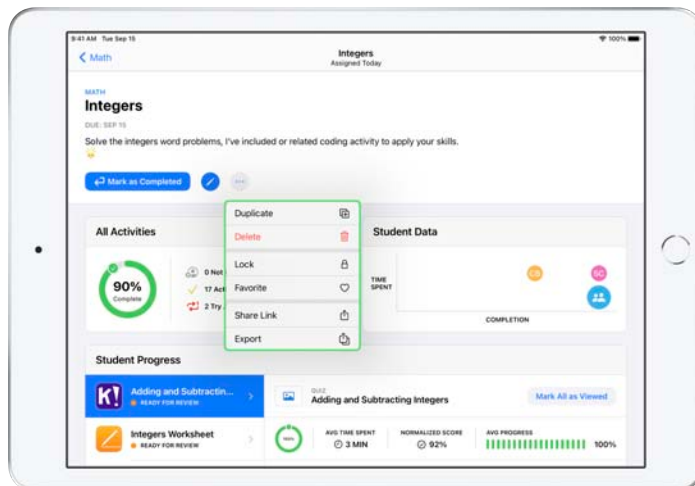 9:41 AM Tue Sep 15
100%
Math
Integers
Assigned Today
MATH
Integers
DUE: SEP 15
Solve the integers word problems, I've included or related coding activity to apply your skills.
Mark as Completed
Duplicate
Delete
Lock
Favorite
Share Link
Export
All Activities
90%
Complete
0 Not
17 Act
2 Try
Student Data
TIME
SPENT
CS
SC
COMPLETION
Student Progress
K!
Adding and Subtractin...
READY FOR REVIEW
QUIZ
Adding and Subtracting Integers
Mark All as Viewed
Integers Worksheet
READY FOR REVIEW
100%
AVG TIME SPENT
3 MIN
NORMALIZED SCORE
92%
AVG PROGRESS
100%